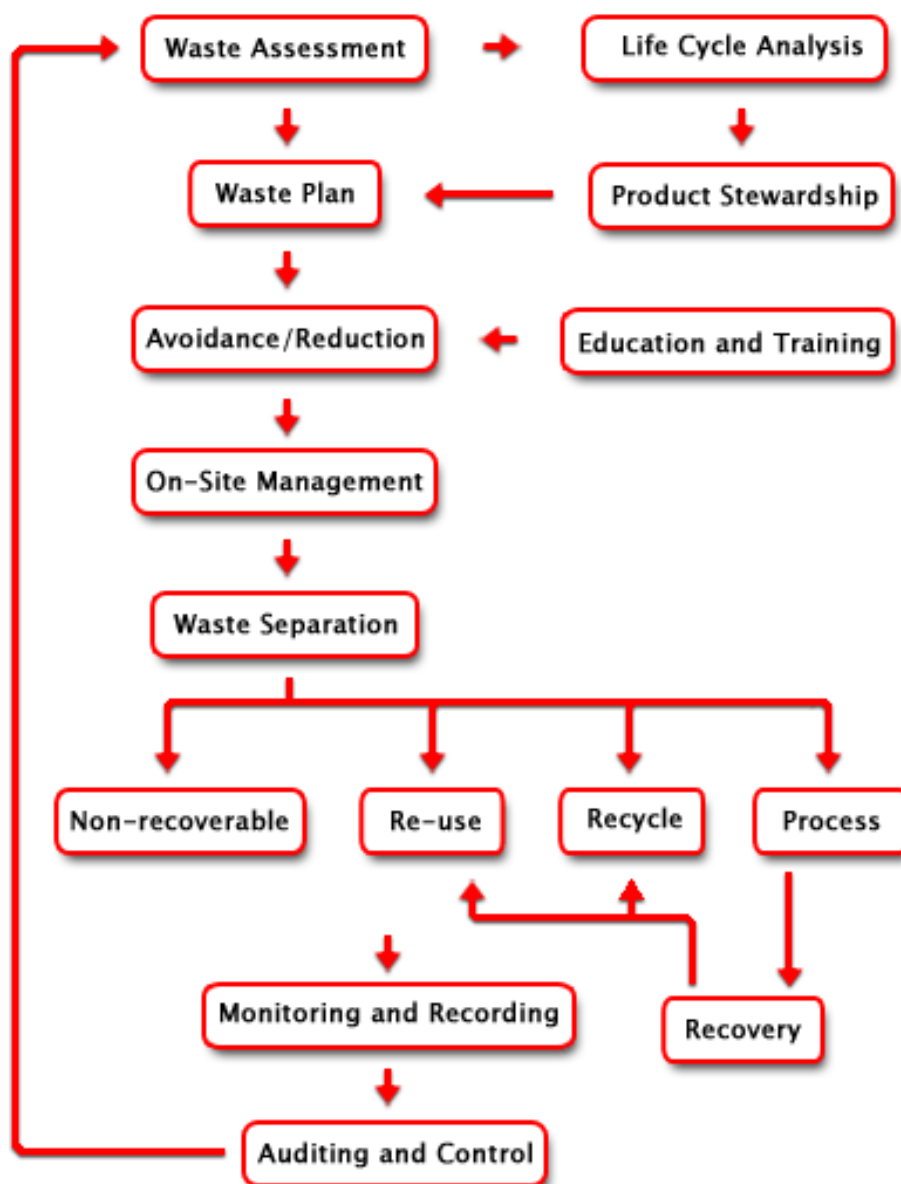 Waste Assessment
Life Cycle Analysis
Waste Plan
Product Stewardship
Avoidance/Reduction
Education and Training
On-Site Management
Waste Separation
Non-recoverable
Re-use
Recycle
Process
Monitoring and Recording
Recovery
Auditing and Control